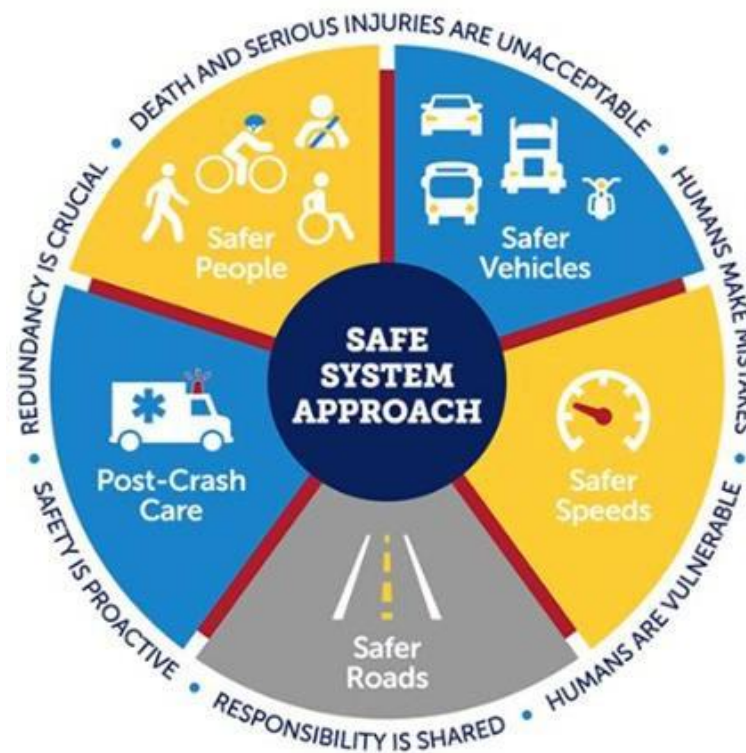 DEATH AND SERIOUS INJURIES ARE UNACCEPTABLE
HUMANS MAKE MISTAKES
HUMANS ARE VULNERABLE
RESPONSIBILITY IS SHARED
SAFETY IS PROACTIVE
REDUNDANCY IS CRUCIAL
Safer
People
Safer
Vehicles
SAFE
SYSTEM
APPROACH
Post-Crash
Care
Safer
Speeds
Safer
Roads